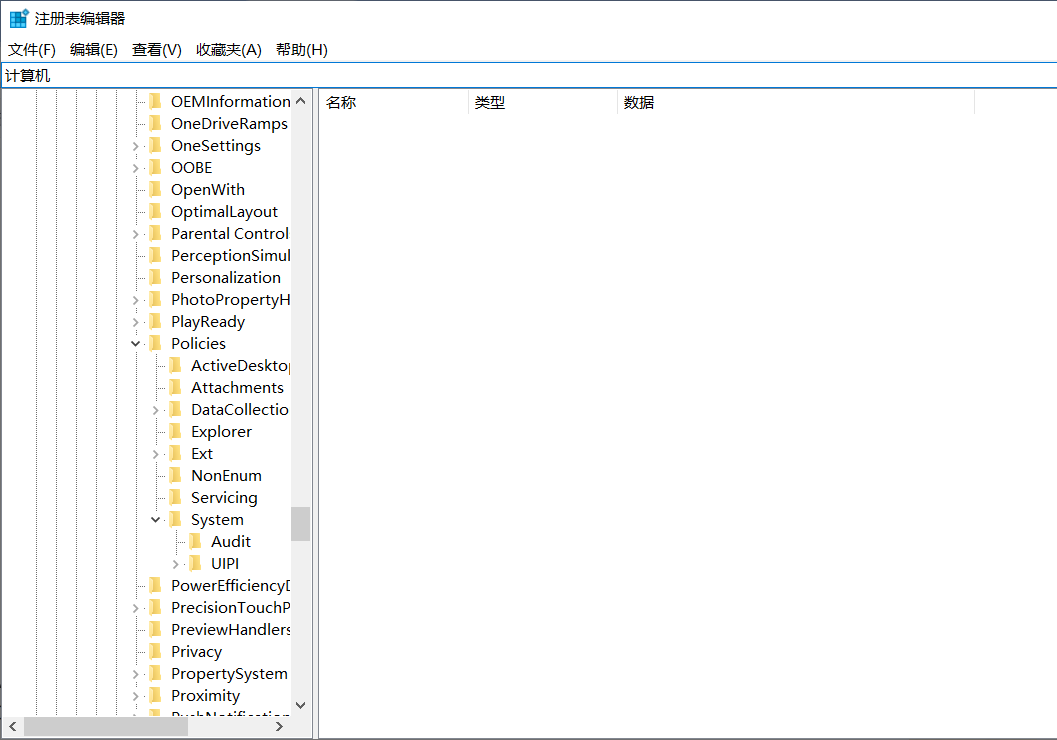 注册表编辑器
文件(F) 编辑(E) 查看(V) 收藏夹(A) 帮助(H)
计算机
名称 类型 数据
OEMInformation
OneDriveRamps
OneSettings
OOBE
OpenWith
OptimalLayout
Parental Control
PerceptionSimul
Personalization
PhotoPropertyH
PlayReady
Policies
ActiveDesktop
Attachments
DataCollectio
Explorer
Ext
NonEnum
Servicing
System
Audit
UIPI
PowerEfficiencyD
PrecisionTouchP
PreviewHandlers
Privacy
PropertySystem
Proximity
PushNotification